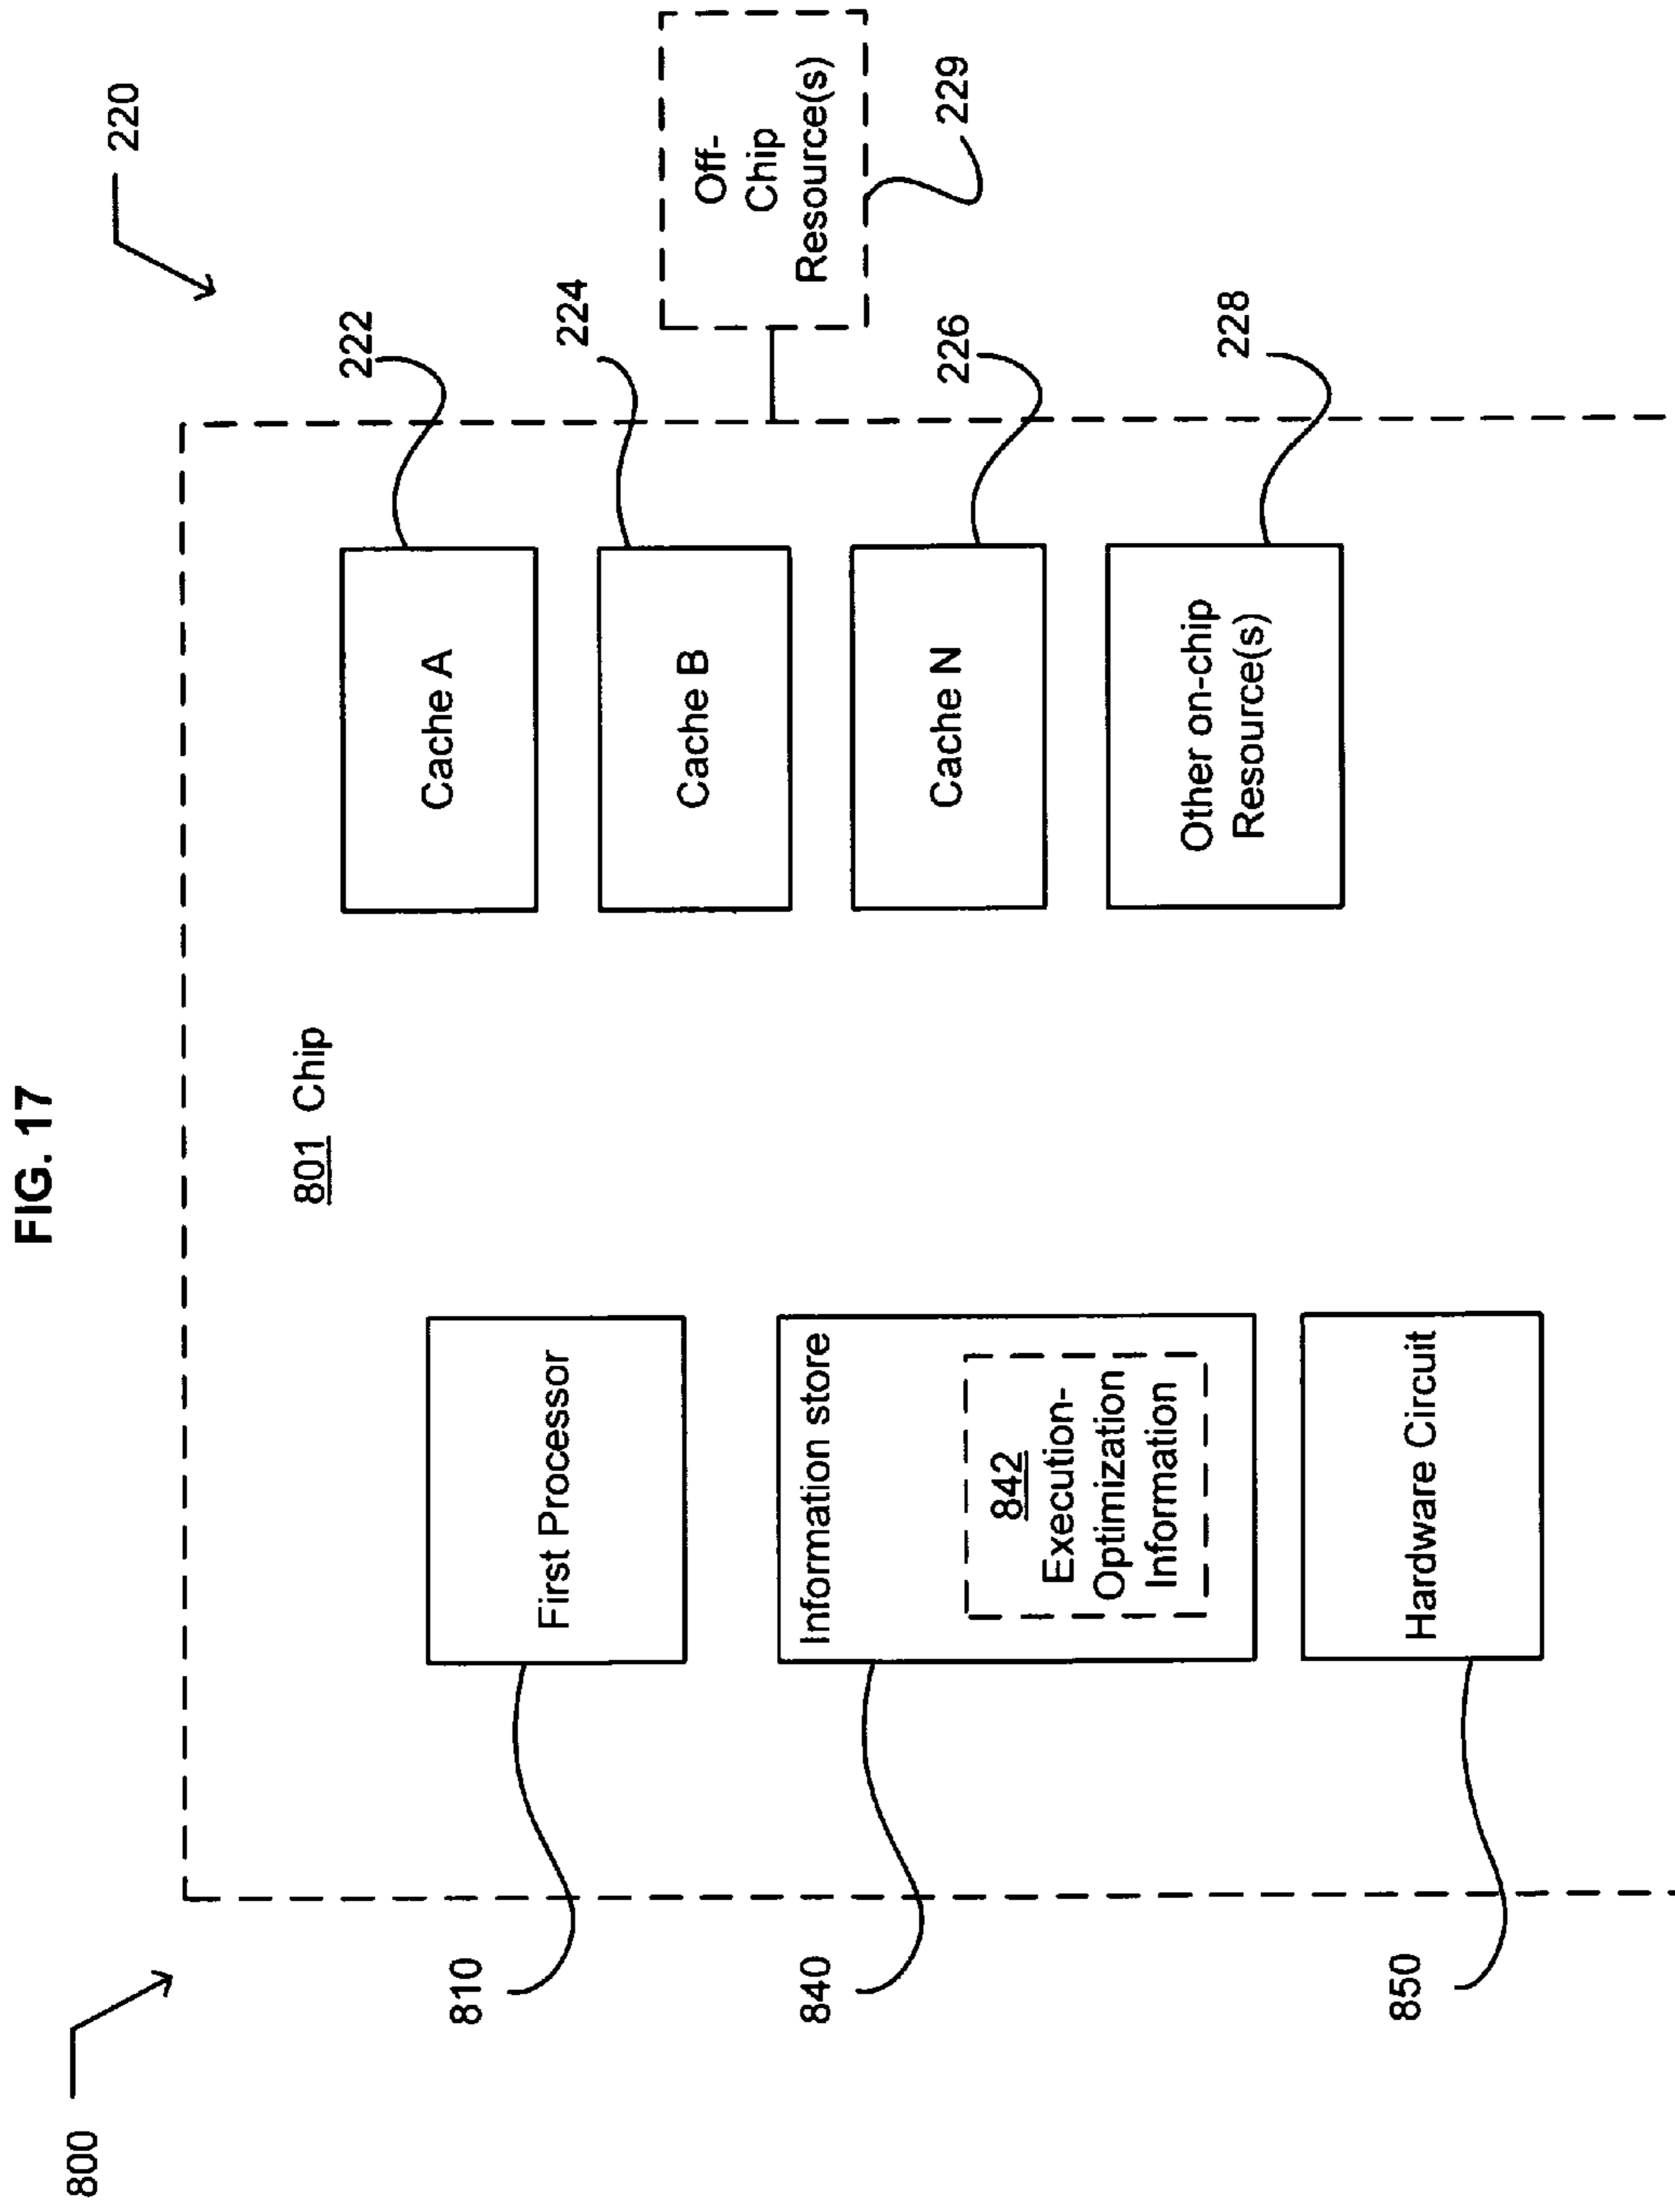 FIG. 17
800
220
801 Chip
810
First Processor
840
Information store
842
Execution-
Optimization
Information
850
Hardware Circuit
Cache A
222
Cache B
224
Cache N
226
Other on-chip
Resource(s)
228
Off-
Chip
Resource(s)
229